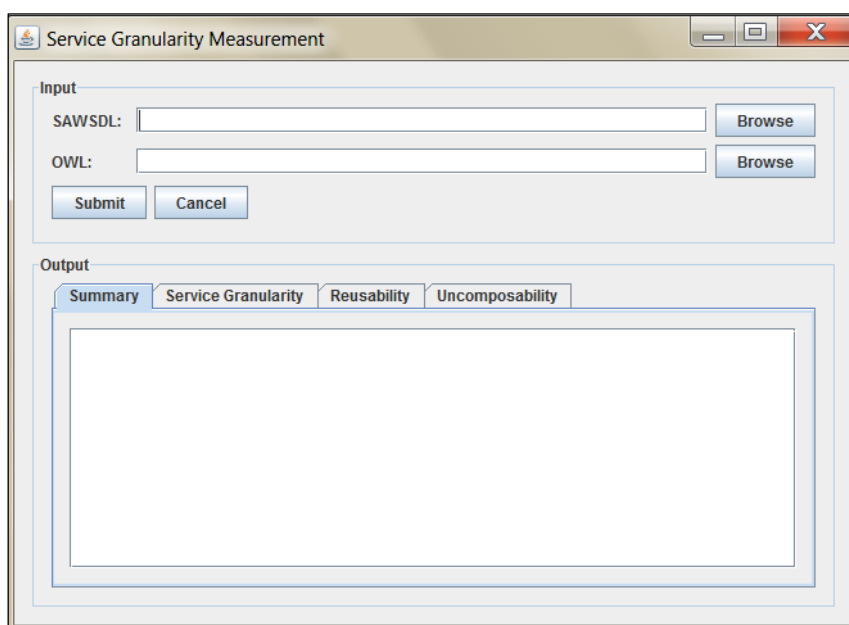 Service Granularity Measurement
Input
SAWSDL: Browse
OWL: Browse
Submit Cancel
Output
Summary Service Granularity Reusability Uncomposability